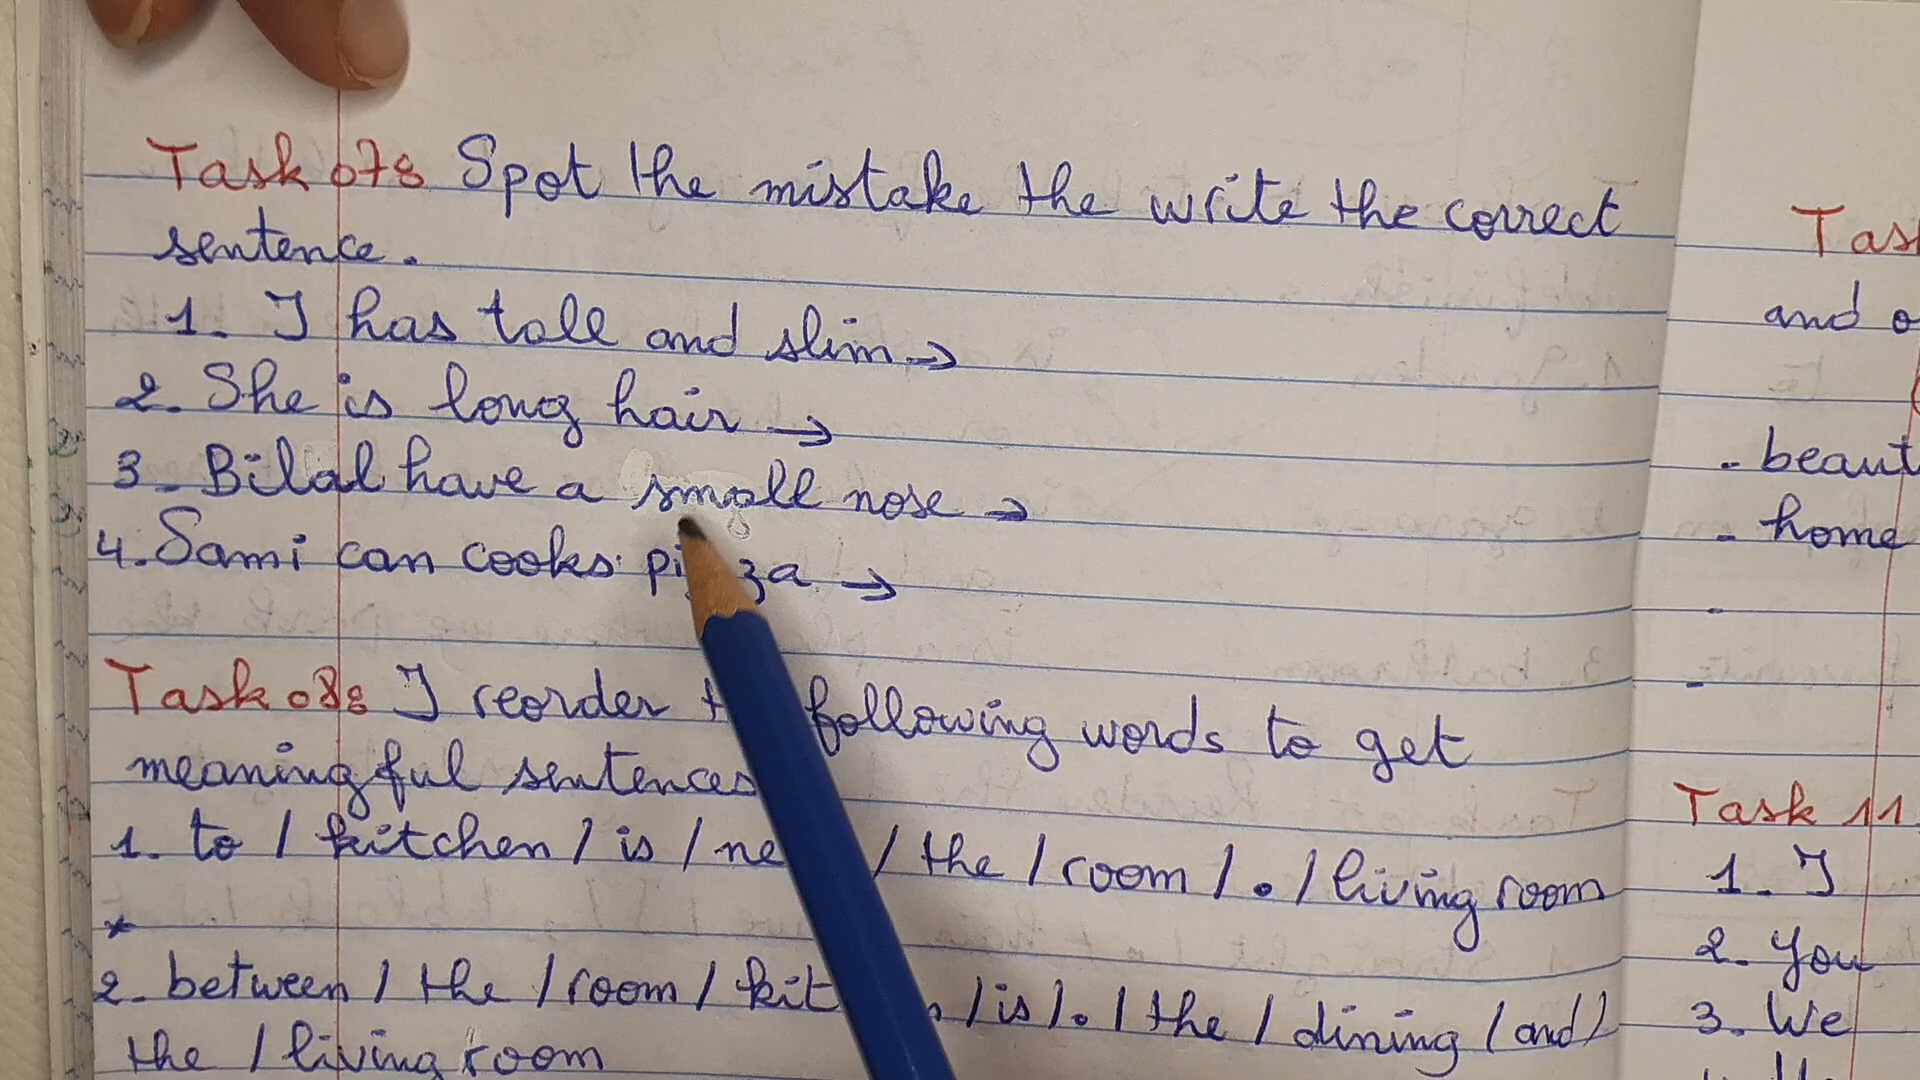 Task 07: Spot the mistake the write the correct
sentence.
1. I has tall and slim →
2. She is long hair →
3. Bilal have a small nose →
4. Sami can cooks pizza →
Task 08: I reorder following words to get
meaningful sentences
1. to / kitchen / is / / the / room / . / living room
*
2. between / the / room / / is / . / the / dining / and /
the / living room
Task
and
- beaut
- home
-
-
Task 11
1. I
2. You
3. We